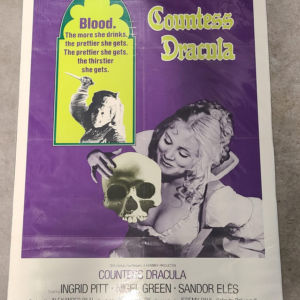 Blood.
The more she drinks,
the prettier she gets.
The prettier she gets,
the thirstier
she gets.
Countess
Dracula
COUNTESS DRACULA
INGRID PITT · NIGEL GREEN · SANDOR ELÈS